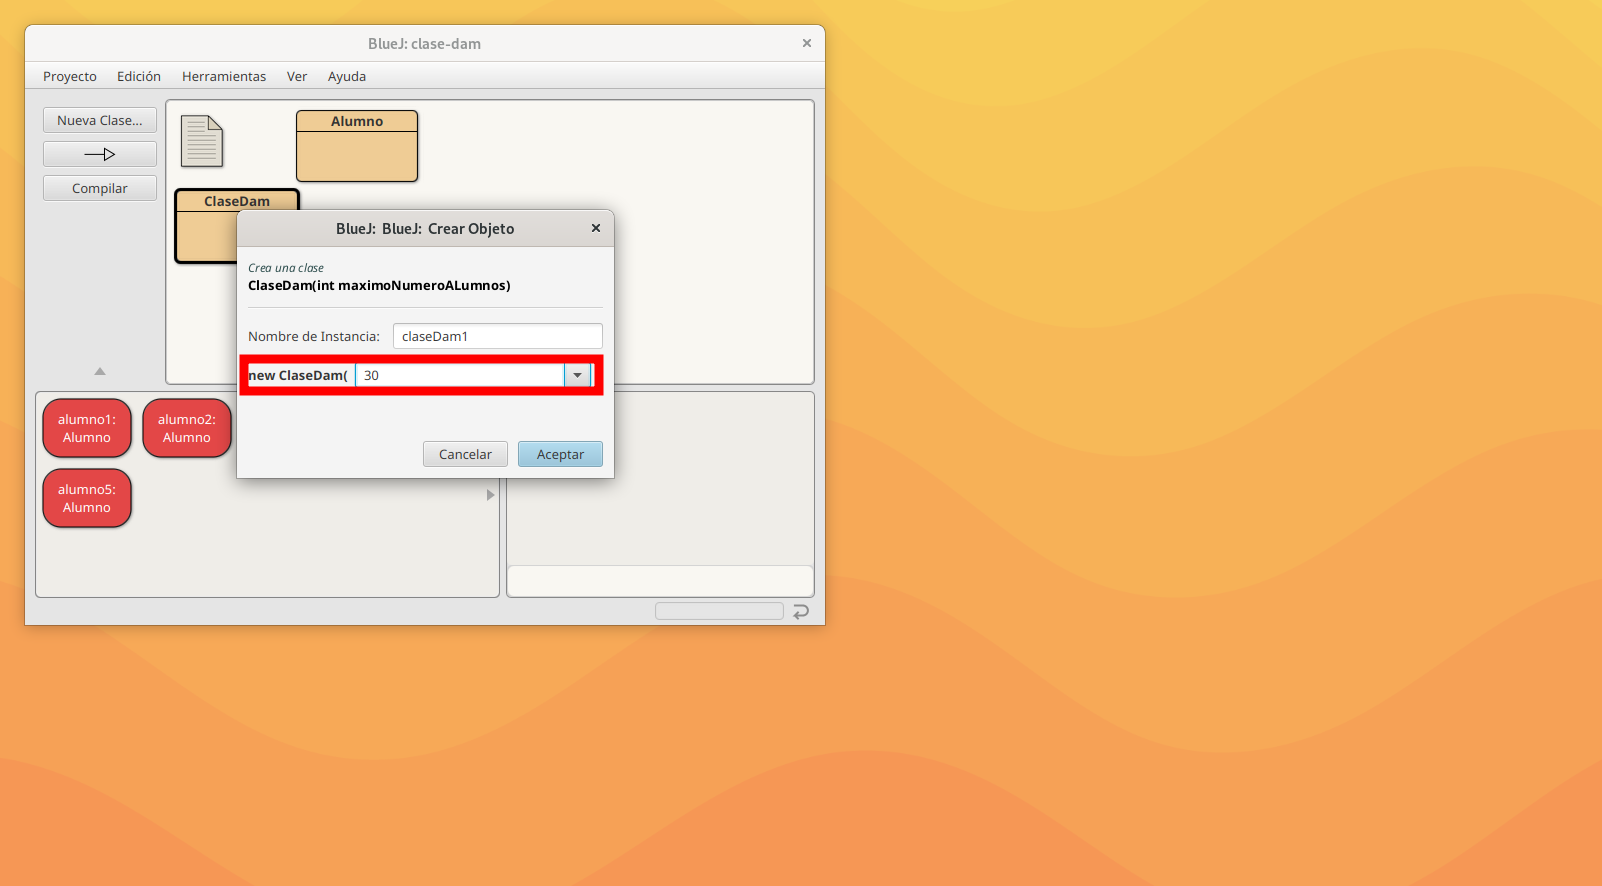 BlueJ: clase-dam
Proyecto Edición Herramientas Ver Ayuda
Nueva Clase...
Compilar
Alumno
ClaseDam
BlueJ: BlueJ: Crear Objeto
Crea una clase
ClaseDam(int maximoNumeroALumnos)
Nombre de Instancia: claseDam1
new ClaseDam( 30
Cancelar Aceptar
alumno1:
Alumno
alumno2:
Alumno
alumno5:
Alumno